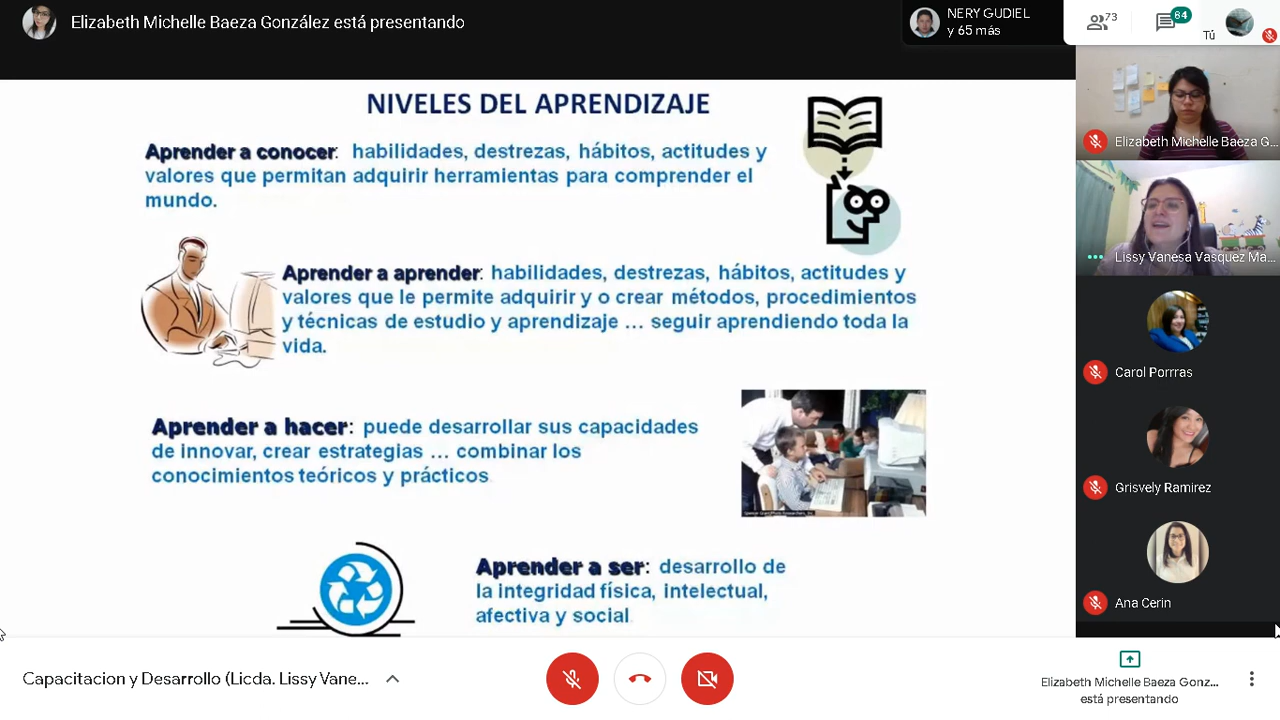 Elizabeth Michelle Baeza González está presentando
NERY GUDIEL
y 65 más
73
64
Tú
NIVELES DEL APRENDIZAJE
Aprender a conocer: habilidades, destrezas, hábitos, actitudes y
valores que permitan adquirir herramientas para comprender el
mundo.
Aprender a aprender: habilidades, destrezas, hábitos, actitudes y
valores que le permite adquirir y o crear métodos, procedimientos
y técnicas de estudio y aprendizaje ... seguir aprendiendo toda la
vida.
Aprender a hacer: puede desarrollar sus capacidades
de innovar, crear estrategias ... combinar los
conocimientos teóricos y prácticos
Aprender a ser: desarrollo de
la integridad física, intelectual,
afectiva y social
Elizabeth Michelle Baeza G...
Lissy Vanesa Vasquez Ma...
Carol Porrras
Grisvely Ramirez
Ana Cerin
Capacitacion y Desarrollo (Licda. Lissy Vane...
Elizabeth Michelle Baeza Gonz...
está presentando